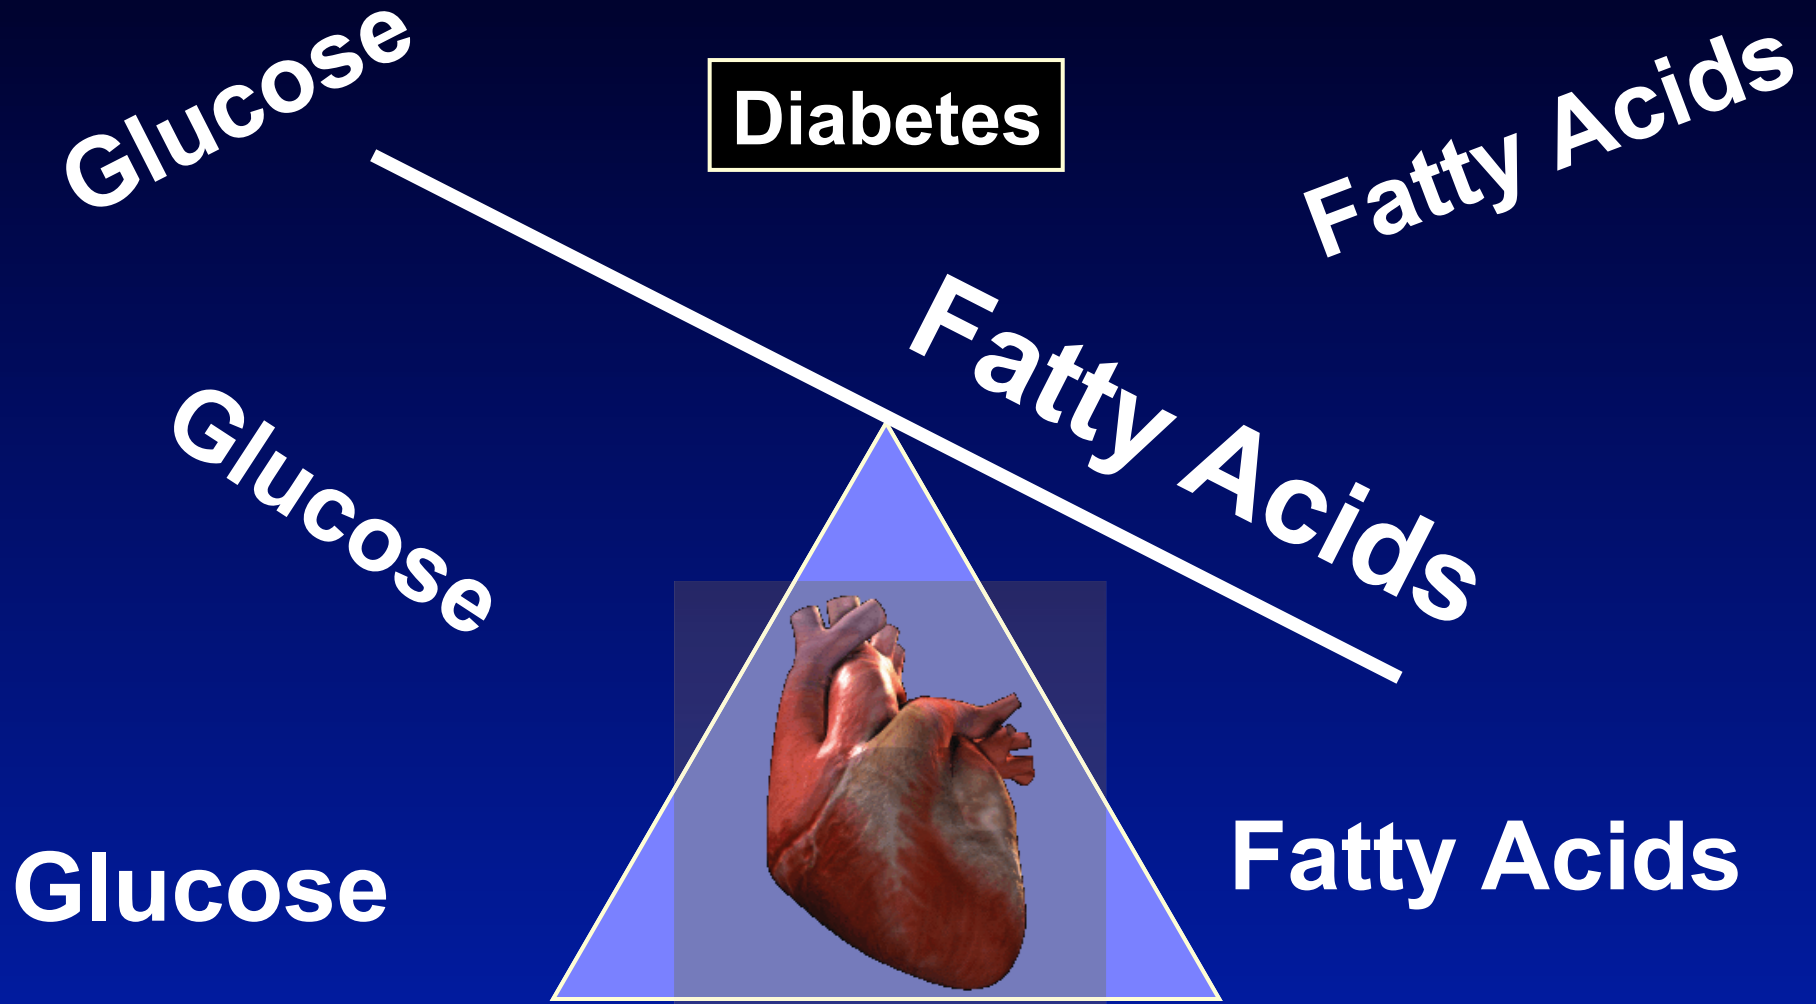 Glucose
Diabetes
Fatty Acids
Fatty Acids
Glucose
Glucose
Fatty Acids